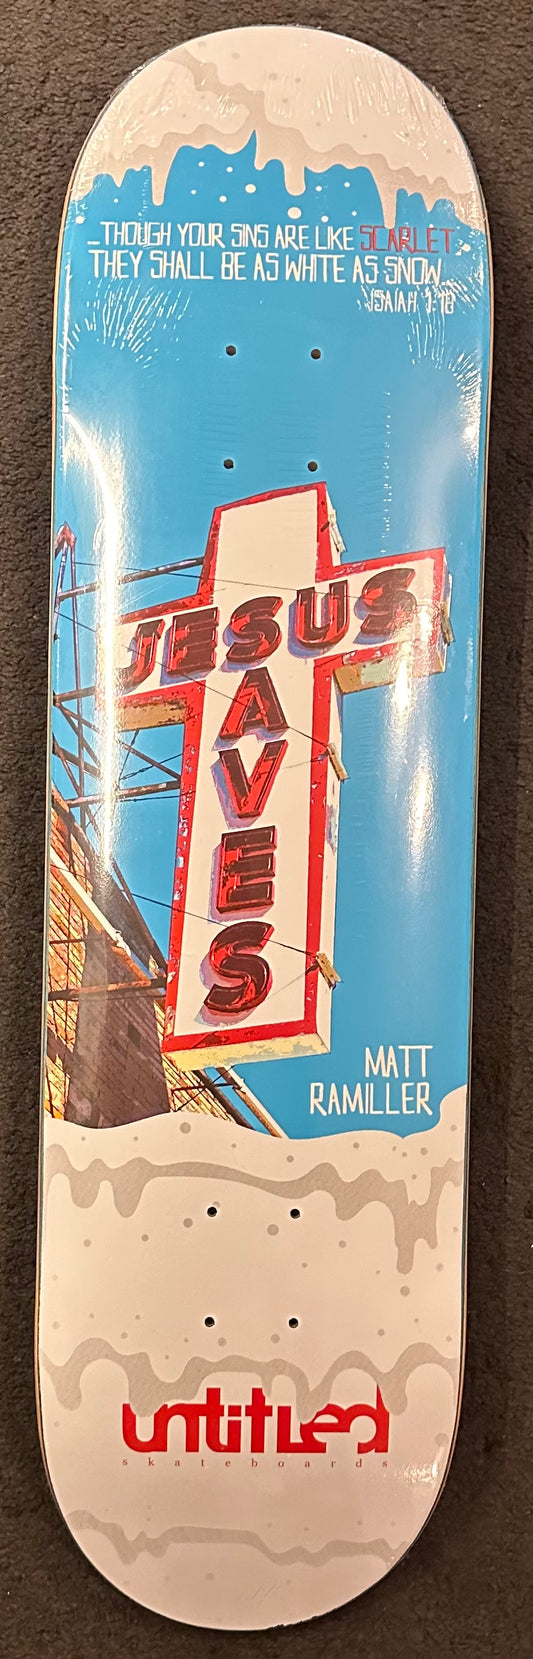 ...THOUGH YOUR SINS ARE LIKE SCARLET,
THEY SHALL BE AS WHITE AS SNOW...
ISAIAH 1:18
JESUS
SAVES
MATT
RAMILLER
untitled
skateboards